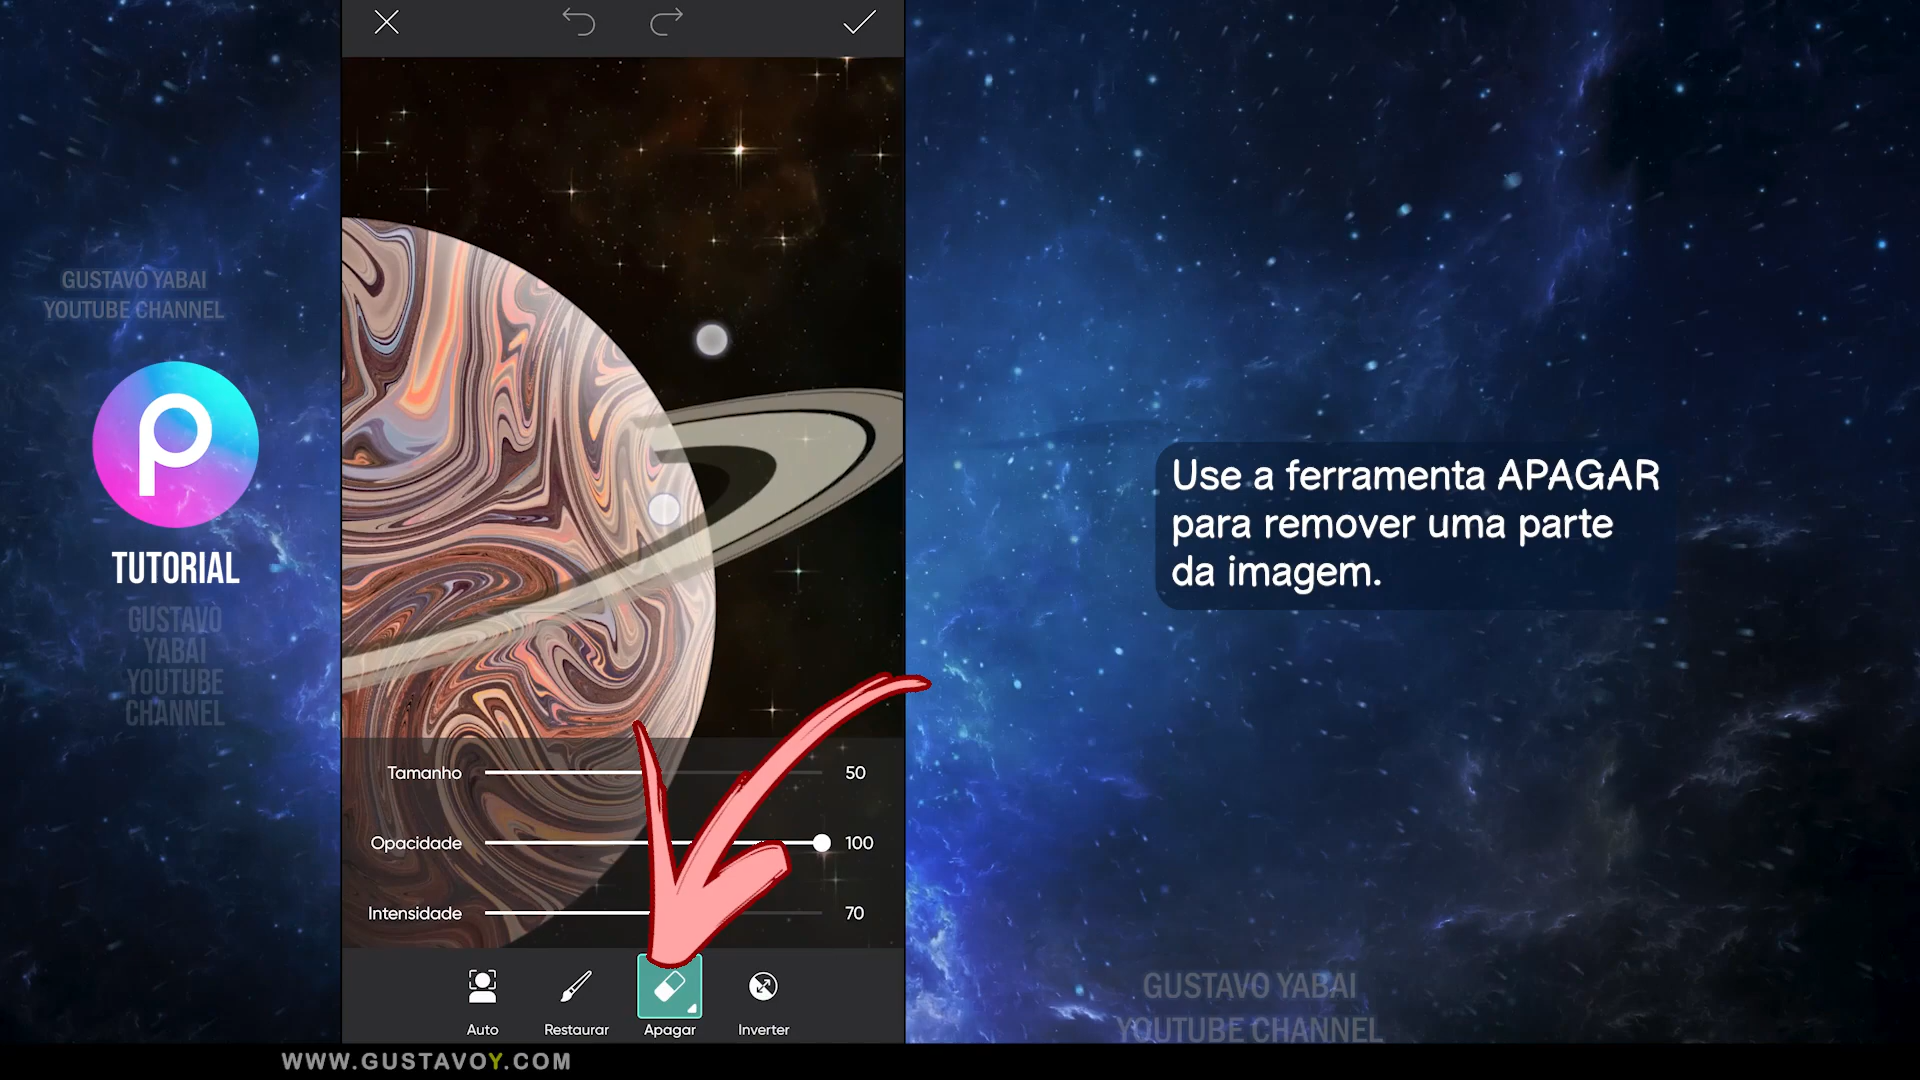 GUSTAVO YABAI
YOUTUBE CHANNEL
TUTORIAL
GUSTAVO
YABAI
YOUTUBE
CHANNEL
Use a ferramenta APAGAR
para remover uma parte
da imagem.
Tamanho 50
Opacidade 100
Intensidade 70
Auto Restaurar Apagar Inverter
GUSTAVO YABAI
YOUTUBE CHANNEL
WWW.GUSTAVOY.COM